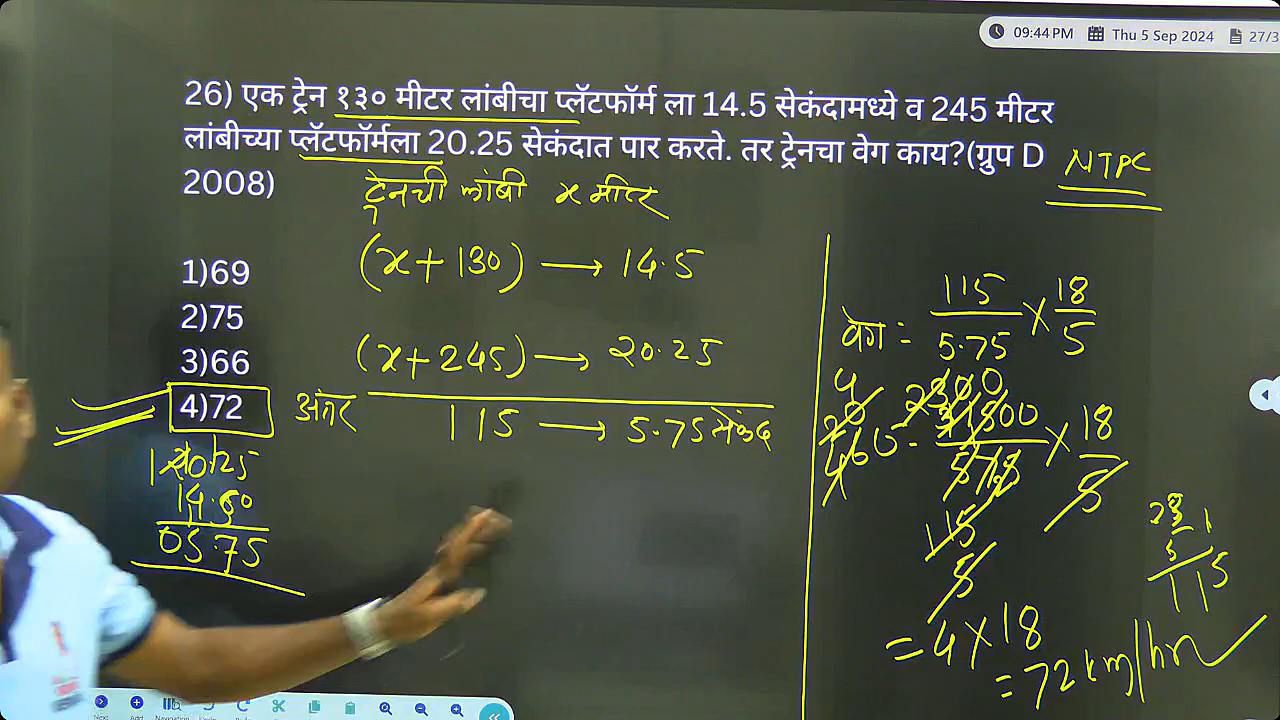 09:44 PM Thu 5 Sep 2024 27/3
26) एक ट्रेन १३० मीटर लांबीचा प्लॅटफॉर्म ला 14.5 सेकंदामध्ये व 245 मीटर
लांबीच्या प्लॅटफॉर्मला 20.25 सेकंदात पार करते. तर ट्रेनचा वेग काय?(ग्रुप D
2008)
NTPC
ट्रेनची लांबी x मीटर
1)69
2)75
3)66
4)72
(x+130) → 14.5
(x+245) → 20.25
अंतर 115 → 5.75 सेकंद
20.25
14.50
05.75
वेग = 115/5.75 × 18/5
= 4 × 18
= 72 km/hr